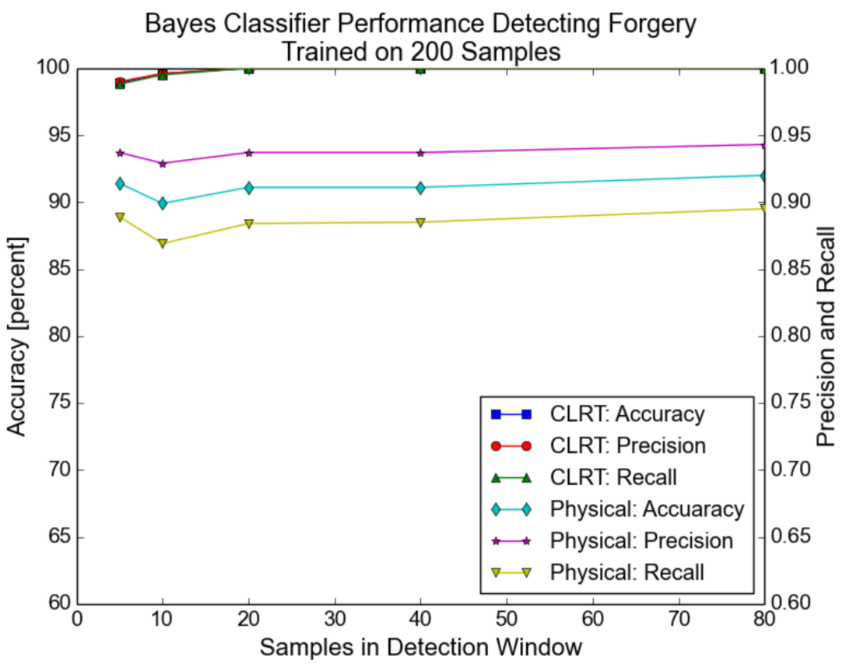 Bayes Classifier Performance Detecting Forgery
Trained on 200 Samples
100
95
90
85
80
75
70
65
60
Accuracy [percent]
1.00
0.95
0.90
0.85
0.80
0.75
0.70
0.65
0.60
Precision and Recall
CLRT: Accuracy
CLRT: Precision
CLRT: Recall
Physical: Accuaracy
Physical: Precision
Physical: Recall
0 10 20 30 40 50 60 70 80
Samples in Detection Window